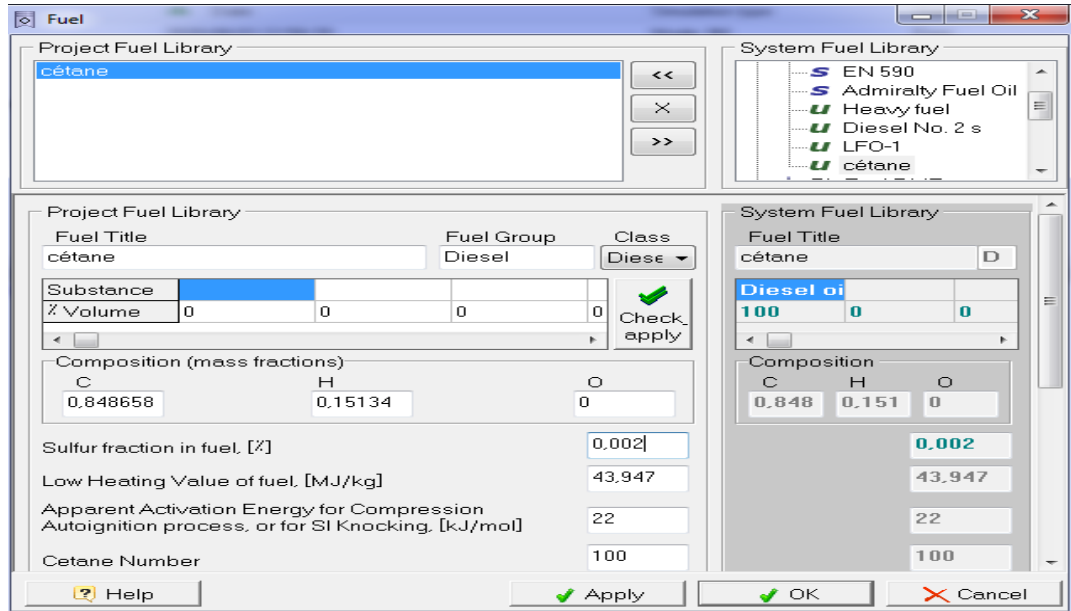 Fuel
Project Fuel Library
System Fuel Library
cétane
<<
>>
s EN 590
s Admiralty Fuel Oil
u Heavy fuel
u Diesel No. 2 s
u LFO-1
u cétane
Project Fuel Library
System Fuel Library
Fuel Title Fuel Group Class
Fuel Title
cétane Diesel Diese
cétane D
Substance
Diesel oi
% Volume 0 0 0 0
100 0 0
Check_
apply
Composition (mass fractions)
Composition
C H O
C H O
0,848658 0,15134 0
0,848 0,151 0
Sulfur fraction in fuel, [%] 0,002
0,002
Low Heating Value of fuel, [MJ/kg] 43,947
43,947
Apparent Activation Energy for Compression
Autoignition process, or for SI Knocking, [kJ/mol] 22
22
Cetane Number 100
100
? Help Apply OK Cancel